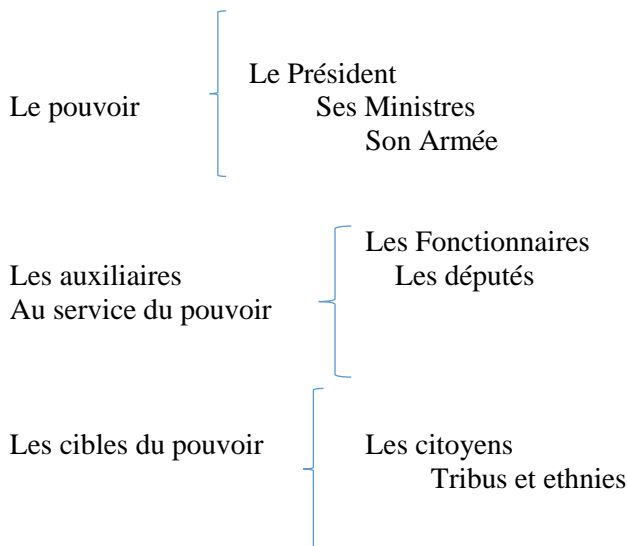 Le Président
Le pouvoir
Ses Ministres
Son Armée
Les Fonctionnaires
Les auxiliaires
Les députés
Au service du pouvoir
Les cibles du pouvoir
Les citoyens
Tribus et ethnies